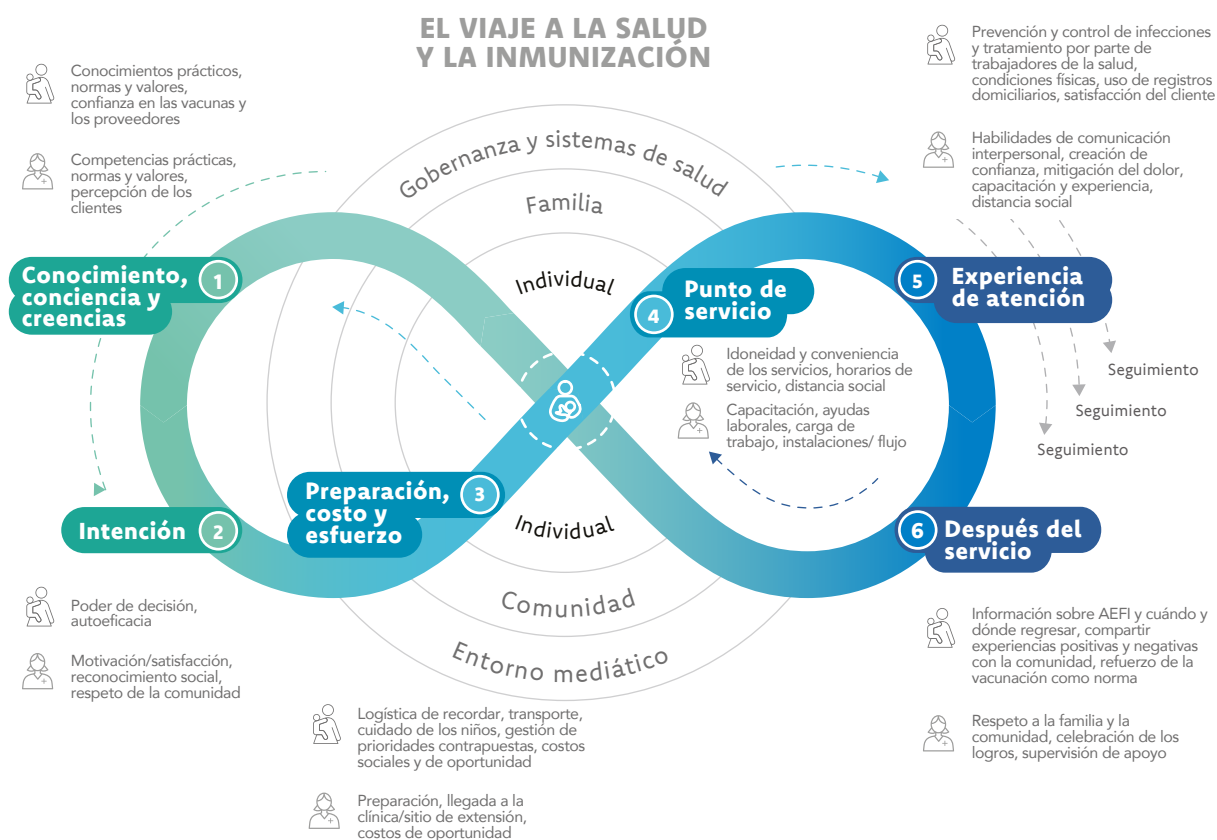 EL VIAJE A LA SALUD
Y LA INMUNIZACIÓN
Conocimientos prácticos,
normas y valores,
confianza en las vacunas y
los proveedores
Competencias prácticas,
normas y valores,
percepción de los
clientes
Prevención y control de infecciones
y tratamiento por parte de
trabajadores de la salud,
condiciones físicas, uso de registros
domiciliarios, satisfacción del cliente
Habilidades de comunicación
interpersonal, creación de
confianza, mitigación del dolor,
capacitación y experiencia,
distancia social
Gobernanza y sistemas de salud
Familia
Individual
Conocimiento,
conciencia y
creencias
1
4
Punto de
servicio
5
Experiencia
de atención
Idoneidad y conveniencia
de los servicios, horarios de
servicio, distancia social
Capacitación, ayudas
laborales, carga de
trabajo, instalaciones/ flujo
Seguimiento
Seguimiento
Seguimiento
Intención
2
Preparación,
costo y
esfuerzo
3
Individual
6
Después del
servicio
Comunidad
Entorno mediático
Poder de decisión,
autoeficacia
Motivación/satisfacción,
reconocimiento social,
respeto de la comunidad
Logística de recordar, transporte,
cuidado de los niños, gestión de
prioridades contrapuestas, costos
sociales y de oportunidad
Preparación, llegada a la
clínica/sitio de extensión,
costos de oportunidad
Información sobre AEFI y cuándo y
dónde regresar, compartir
experiencias positivas y negativas
con la comunidad, refuerzo de la
vacunación como norma
Respeto a la familia y la
comunidad, celebración de los
logros, supervisión de apoyo